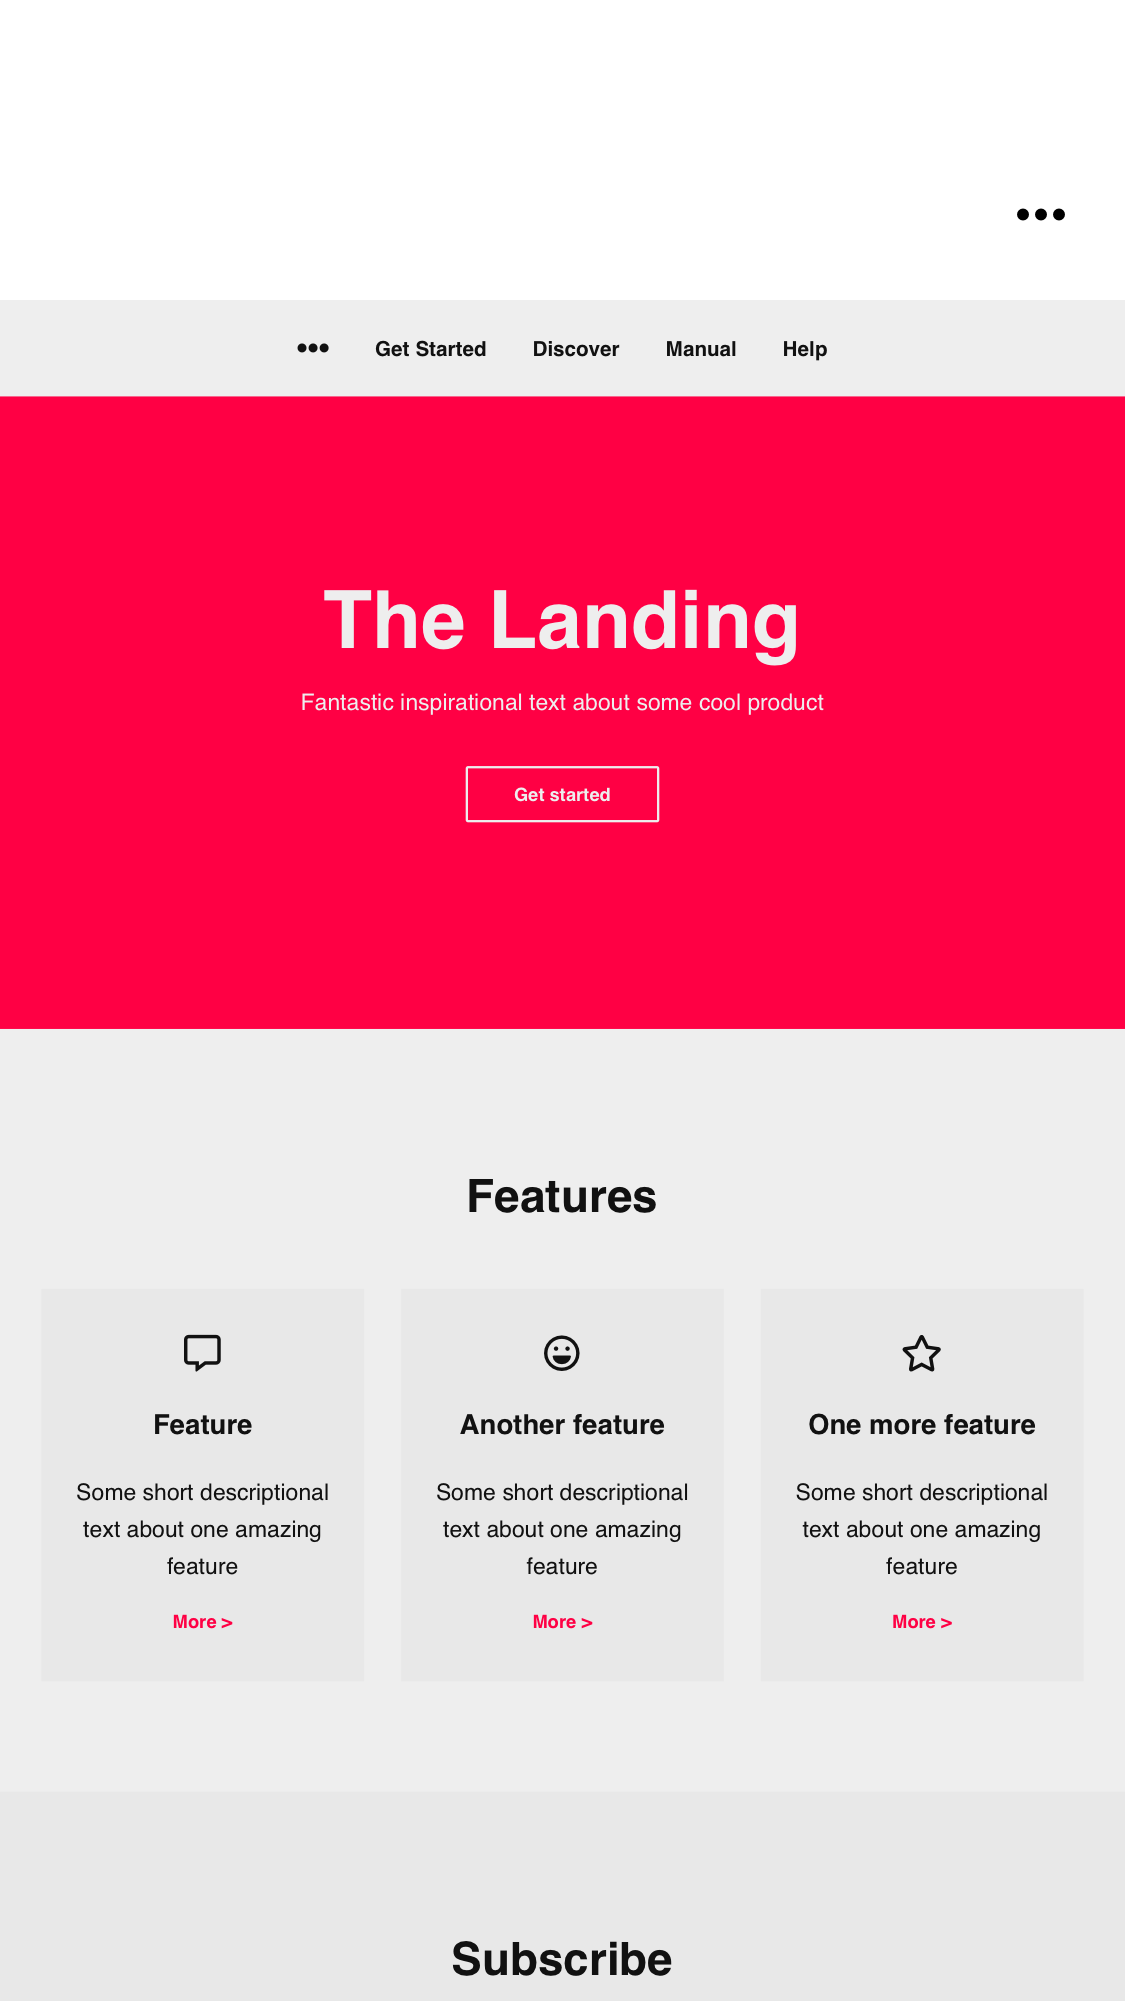 Get Started Discover Manual Help
The Landing
Fantastic inspirational text about some cool product
Get started
Features
Feature
Some short descriptional
text about one amazing
feature
More >
Another feature
Some short descriptional
text about one amazing
feature
More >
One more feature
Some short descriptional
text about one amazing
feature
More >
Subscribe